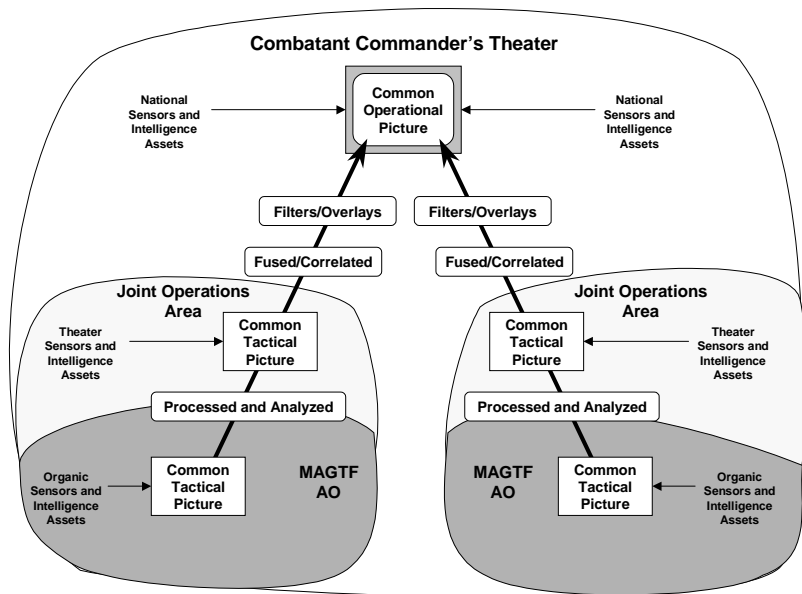 Combatant Commander's Theater
Common
Operational
Picture
National
Sensors and
Intelligence
Assets
National
Sensors and
Intelligence
Assets
Filters/Overlays
Filters/Overlays
Fused/Correlated
Fused/Correlated
Joint Operations
Area
Joint Operations
Area
Theater
Sensors and
Intelligence
Assets
Common
Tactical
Picture
Common
Tactical
Picture
Theater
Sensors and
Intelligence
Assets
Processed and Analyzed
Processed and Analyzed
Organic
Sensors and
Intelligence
Assets
Common
Tactical
Picture
MAGTF
AO
MAGTF
AO
Common
Tactical
Picture
Organic
Sensors and
Intelligence
Assets